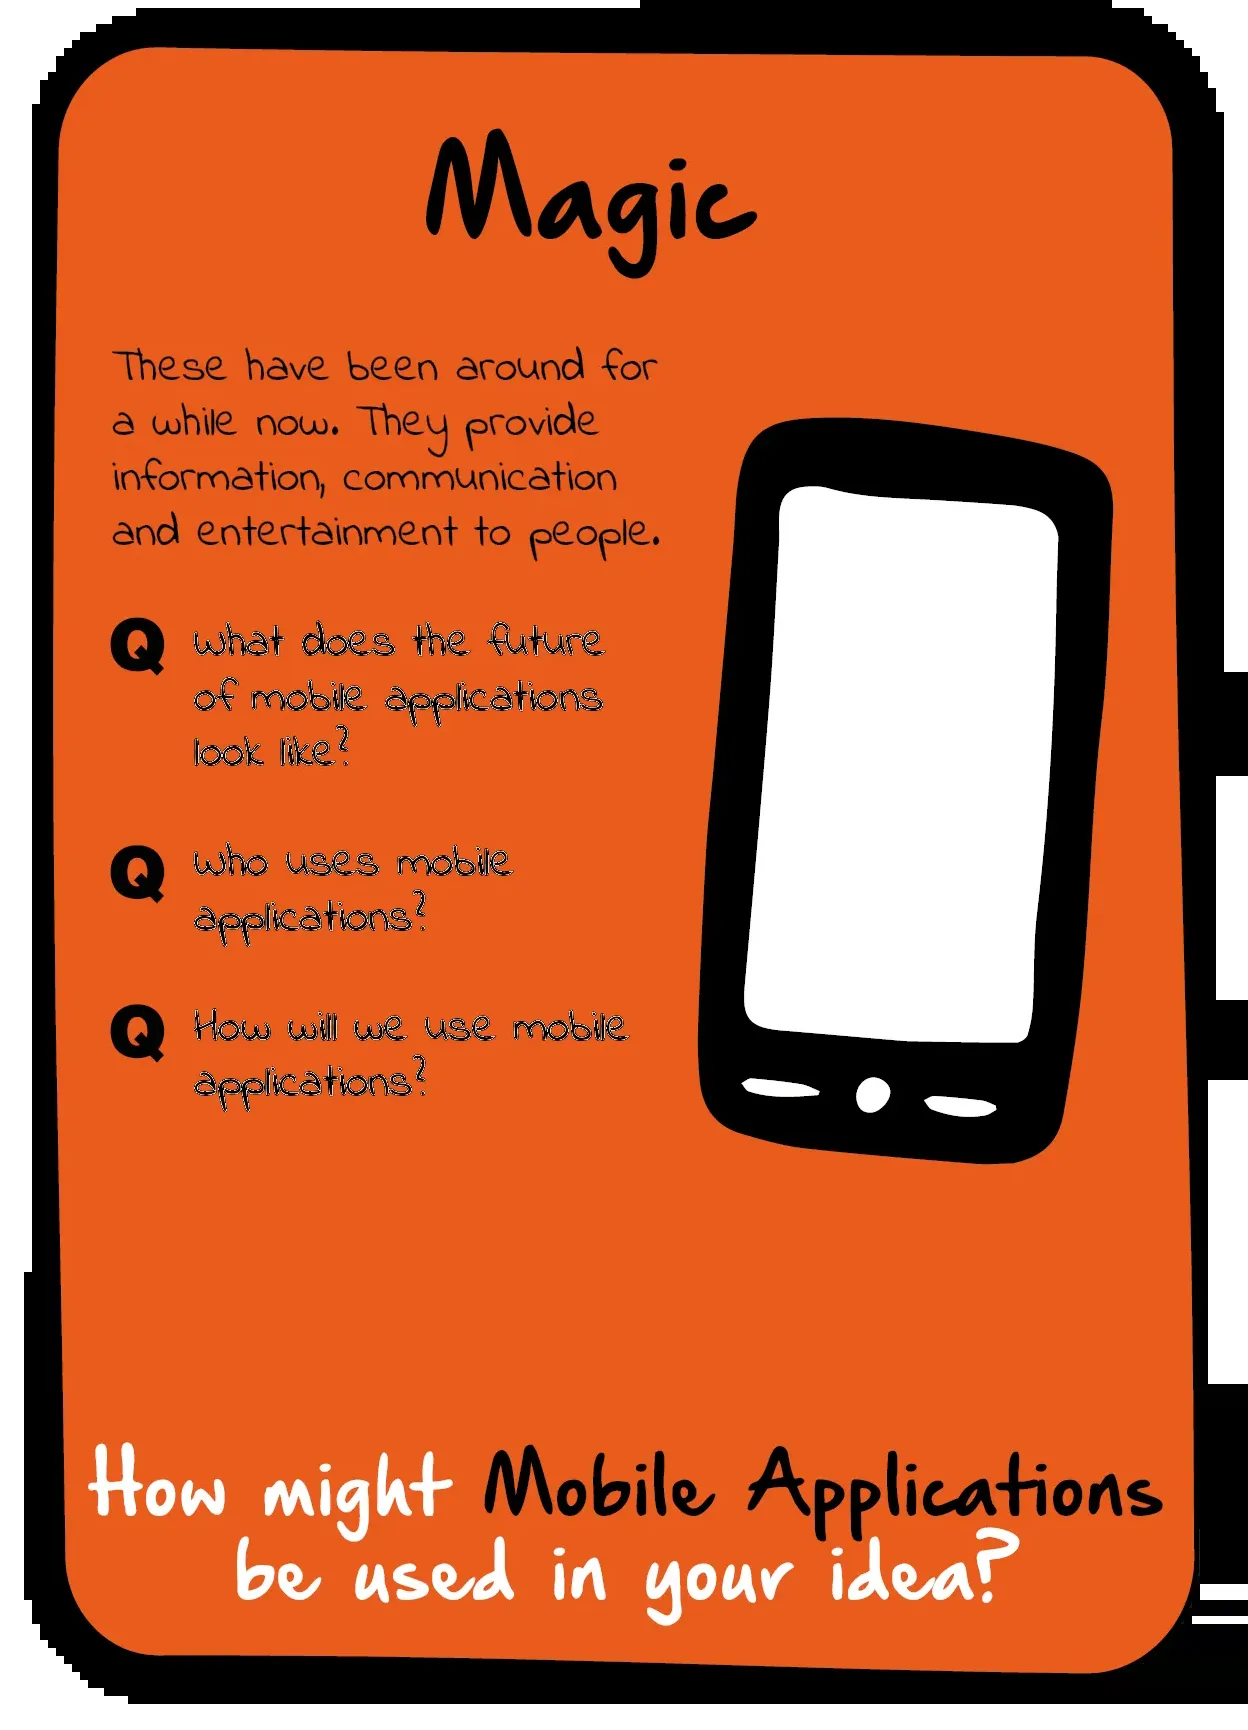 Magic
These have been around for
a while now. They provide
information, communication
and entertainment to people.
Q What does the future
of mobile applications
look like?
Q Who uses mobile
applications?
Q How will we use mobile
applications?
How might Mobile Applications
be used in your idea?